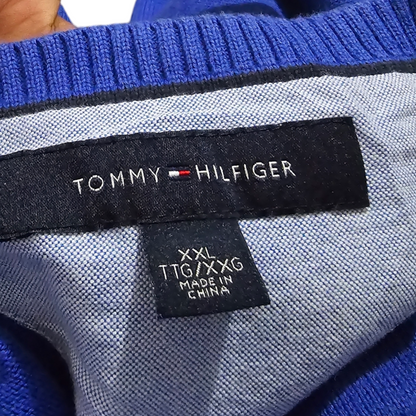 TOMMY HILFIGER
XXL
TTG/XXG
MADE IN
CHINA